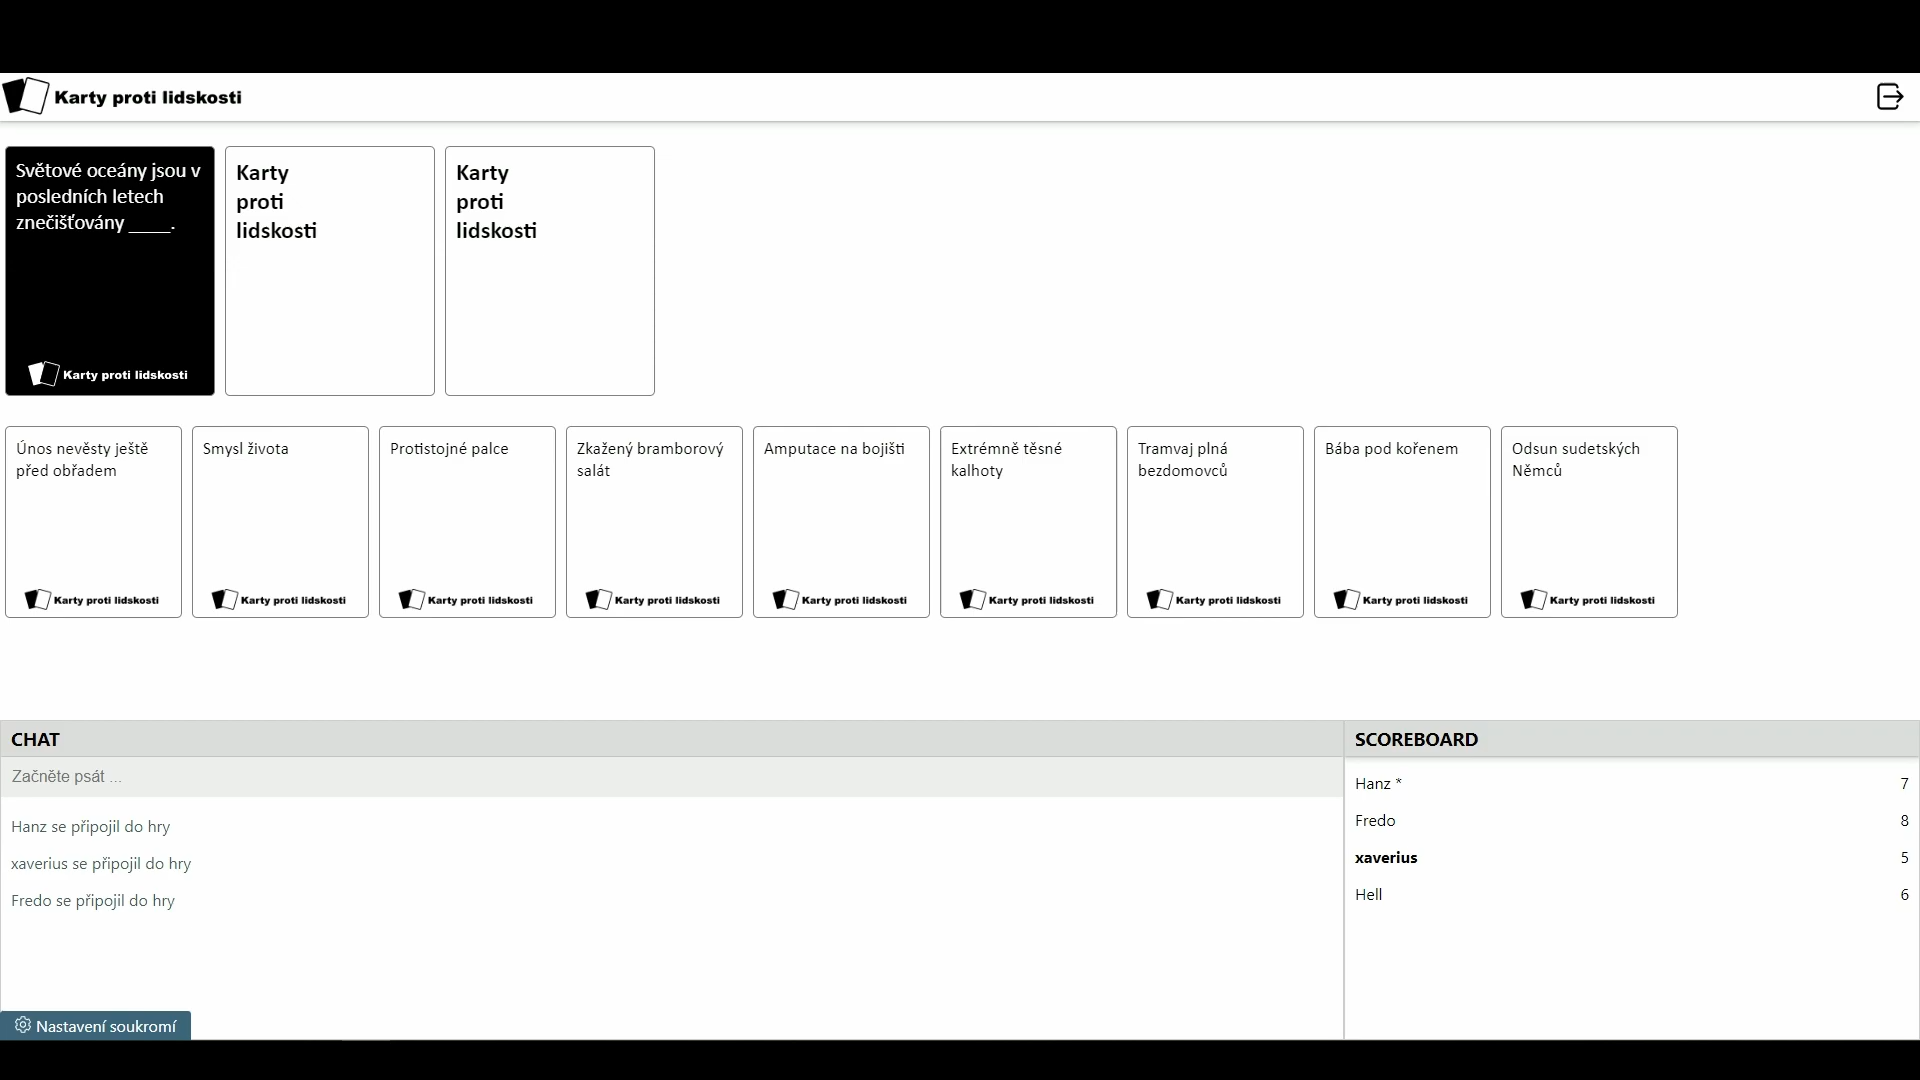 Karty proti lidskosti
Světové oceány jsou v
posledních letech
znečišťovány ____.
Karty proti lidskosti
Karty
proti
lidskosti
Karty
proti
lidskosti
Únos nevěsty ještě
před obřadem
Karty proti lidskosti
Smysl života
Karty proti lidskosti
Protistojné palce
Karty proti lidskosti
Zkažený bramborový
salát
Karty proti lidskosti
Amputace na bojišti
Karty proti lidskosti
Extrémně těsné
kalhoty
Karty proti lidskosti
Tramvaj plná
bezdomovců
Karty proti lidskosti
Bába pod kořenem
Karty proti lidskosti
Odsun sudetských
Němců
Karty proti lidskosti
CHAT
Začněte psát ...
Hanz se připojil do hry
xaverius se připojil do hry
Fredo se připojil do hry
Nastavení soukromí
SCOREBOARD
Hanz * 7
Fredo 8
xaverius 5
Hell 6